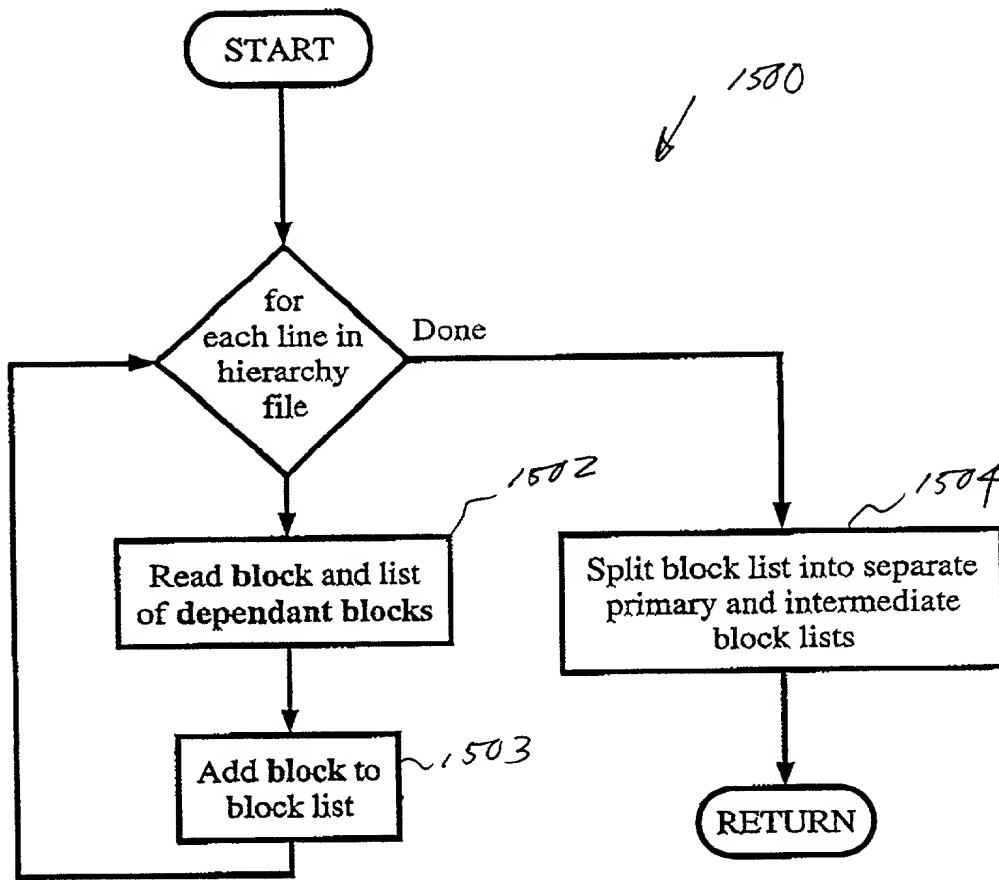 START
1500
for
each line in
hierarchy
file
Done
1502
Read block and list
of dependant blocks
1503
Add block to
block list
1504
Split block list into separate
primary and intermediate
block lists
RETURN